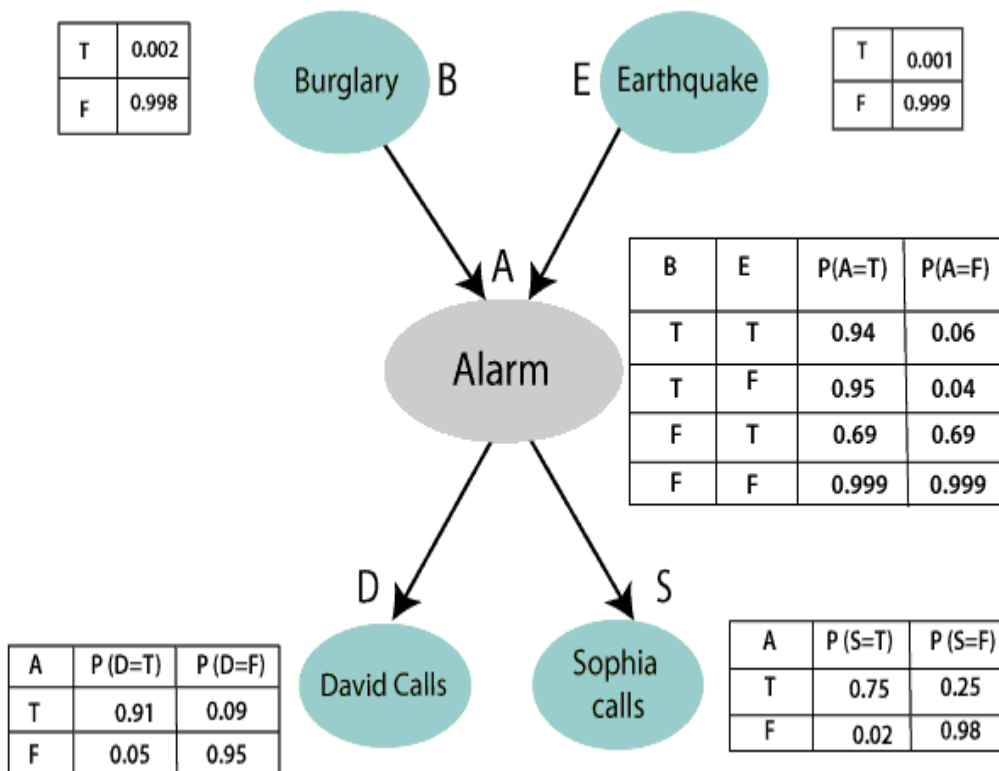 T 0.002
F 0.998
Burglary B
E Earthquake
T 0.001
F 0.999
A
Alarm
B E P(A=T) P(A=F)
T T 0.94 0.06
T F 0.95 0.04
F T 0.69 0.69
F F 0.999 0.999
D
S
A P (D=T) P (D=F)
T 0.91 0.09
F 0.05 0.95
David Calls
Sophia
calls
A P (S=T) P (S=F)
T 0.75 0.25
F 0.02 0.98